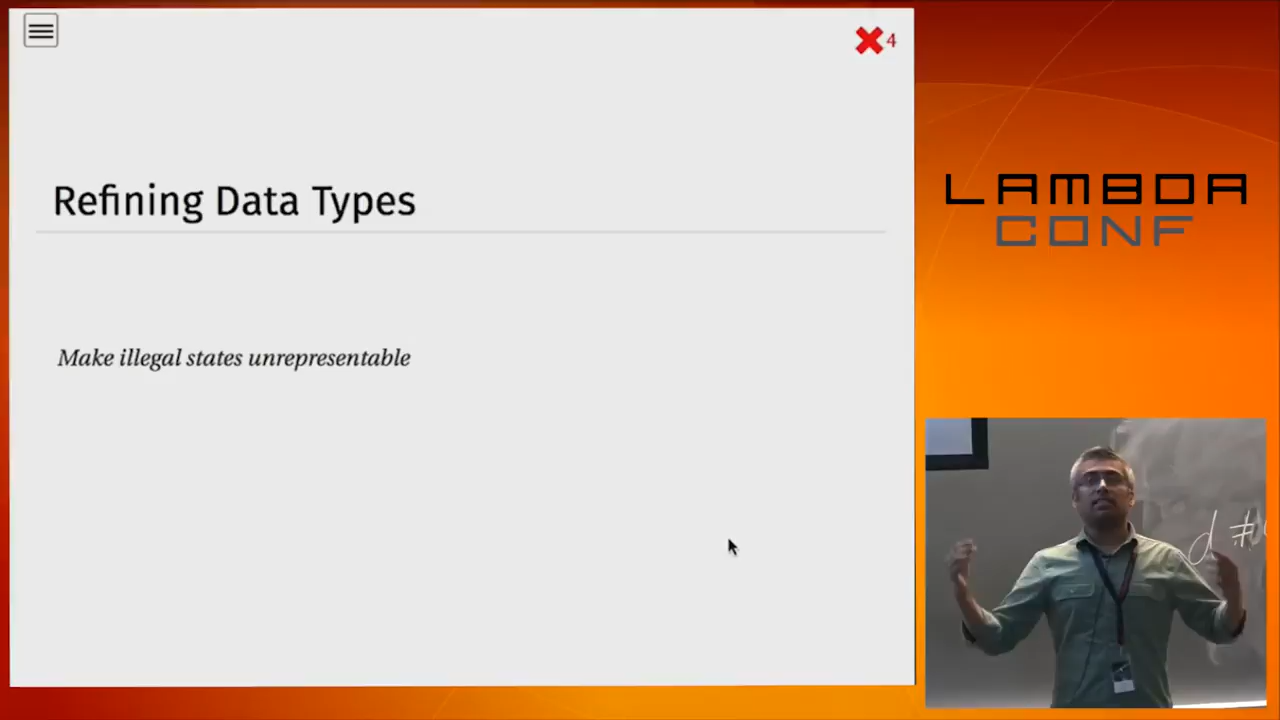 4
Refining Data Types
Make illegal states unrepresentable
LAMBDA
CONF
d ≠